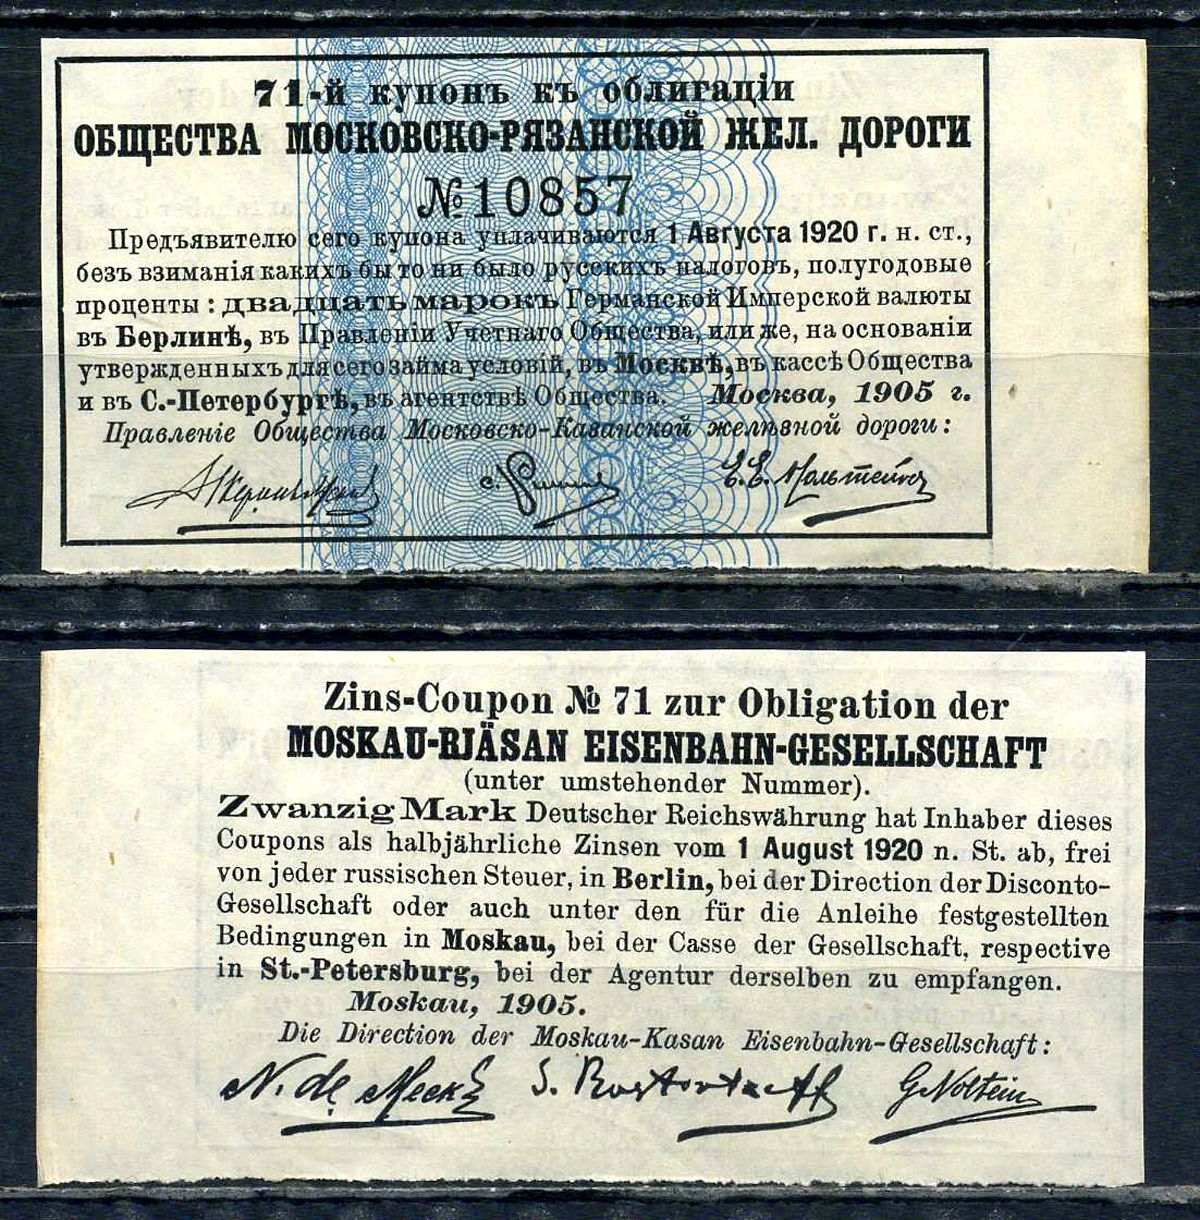 71-й купонъ къ облигаціи
ОБЩЕСТВА МОСКОВСКО-РЯЗАНСКОЙ ЖЕЛ. ДОРОГИ
№10857
Предъявителю сего купона уплачиваются 1 Августа 1920 г. н. ст.,
безъ взиманія какихъ бы то ни было русскихъ налоговъ, полугодовые
проценты: двадцать марокъ Германской Имперской валюты
въ Берлинѣ, въ Правленіи Учетнаго Общества, или же, на основаніи
утвержденныхъ для сего займа условій, въ Москвѣ, въ кассѣ Общества
и въ С.-Петербургѣ, въ агентствѣ Общества. Москва, 1905 г.
Правленіе Общества Московско-Казанской желѣзной дороги:
Zins-Coupon № 71 zur Obligation der
MOSKAU-RJÄSAN EISENBAHN-GESELLSCHAFT
(unter umstehender Nummer).
Zwanzig Mark Deutscher Reichswährung hat Inhaber dieses
Coupons als halbjährliche Zinsen vom 1 August 1920 n. St. ab, frei
von jeder russischen Steuer, in Berlin, bei der Direction der Disconto-
Gesellschaft oder auch unter den für die Anleihe festgestellten
Bedingungen in Moskau, bei der Casse der Gesellschaft, respective
in St.-Petersburg, bei der Agentur derselben zu empfangen.
Moskau, 1905.
Die Direction der Moskau-Kasan Eisenbahn-Gesellschaft:
N. de Meck S. Rostovtzeff G. Noltein